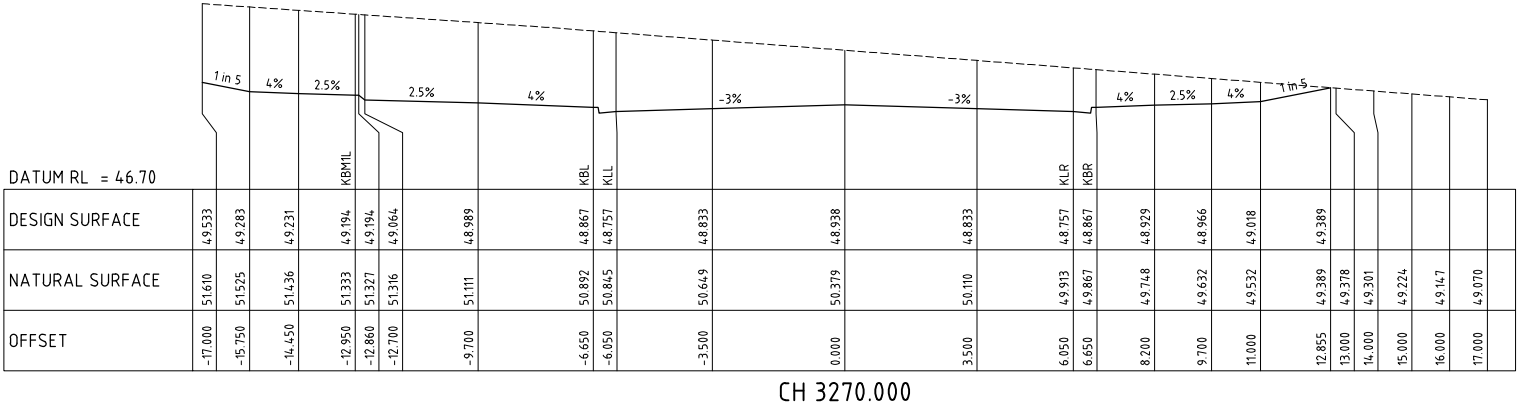 1 in 5 4% 2.5% 2.5% 4% -3% -3% 4% 2.5% 4% 1 in 5
KBM1L KBL KLL KLR KBR
DATUM RL = 46.70
DESIGN SURFACE 49.533 49.283 49.231 49.194 49.194 49.064 48.989 48.867 48.757 48.833 48.938 48.833 48.757 48.867 48.929 48.966 49.018 49.389
NATURAL SURFACE 51.610 51.525 51.436 51.333 51.327 51.316 51.111 50.892 50.845 50.649 50.379 50.110 49.913 49.867 49.748 49.632 49.532 49.389 49.378 49.301 49.224 49.147 49.070
OFFSET -17.000 -15.750 -14.450 -12.950 -12.860 -12.700 -9.700 -6.650 -6.050 -3.500 0.000 3.500 6.050 6.650 8.200 9.700 11.000 12.855 13.000 14.000 15.000 16.000 17.000
CH 3270.000